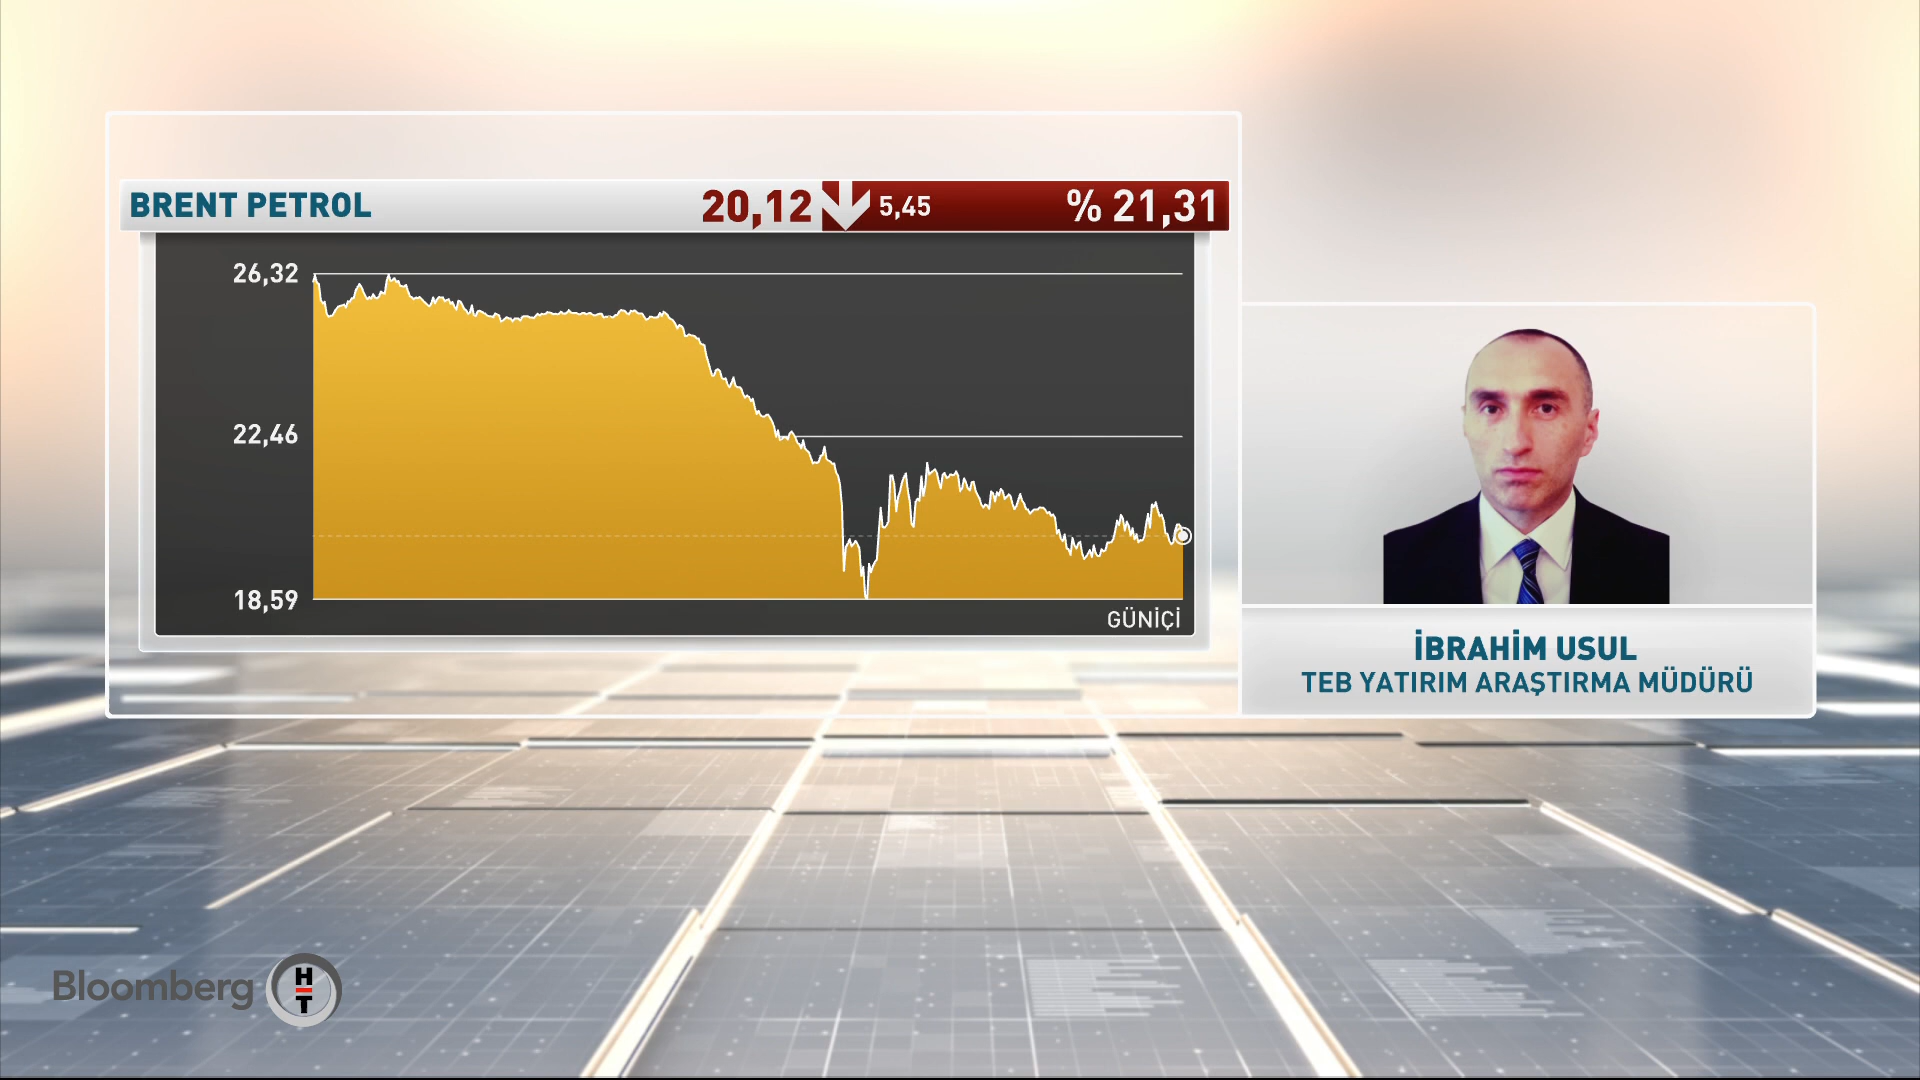 BRENT PETROL 20,12 5,45 % 21,31
26,32
22,46
18,59
GÜNİÇİ
İBRAHİM USUL
TEB YATIRIM ARAŞTIRMA MÜDÜRÜ
Bloomberg HT